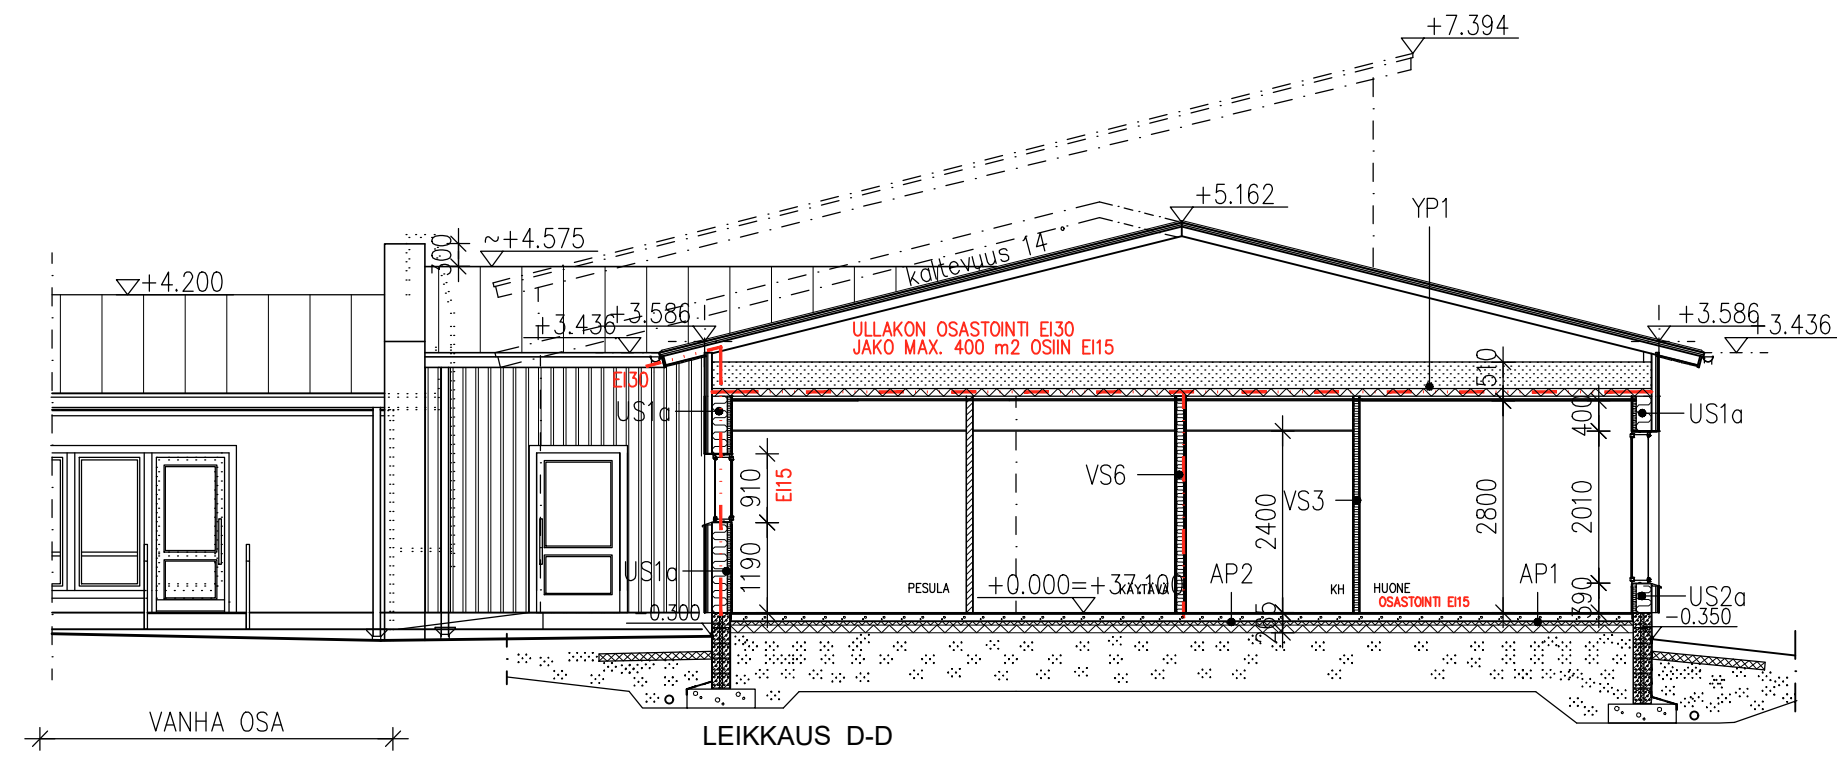 +7.394
+5.162
YP1
300
~+4.575
kaltevuus 14°
+4.200
+3.586
+3.436
+3.586
+3.436
ULLAKON OSASTOINTI EI30
JAKO MAX. 400 m2 OSIIN EI15
EI30
510
US1a
400
US1a
VS6
EI15
910
VS3
2400
2800
2010
US1a
1190
PESULA
+0.000=+37.100
KÄYTÄVÄ
AP2
KH
HUONE
OSASTOINTI EI15
AP1
390
US2a
-0.300
265
-0.350
VANHA OSA
LEIKKAUS D-D